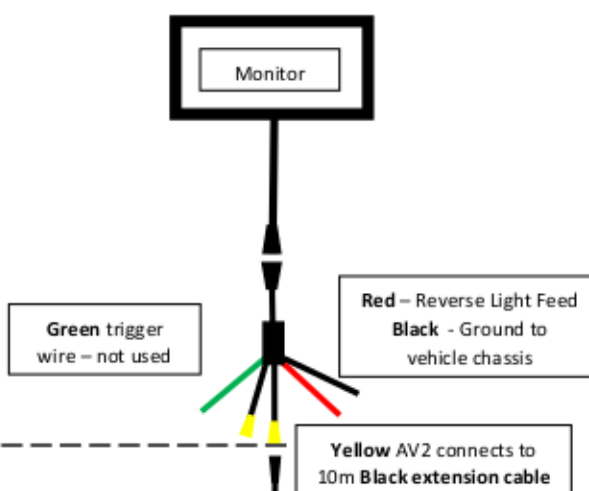 Monitor
Red – Reverse Light Feed
Black - Ground to
vehicle chassis
Green trigger
wire – not used
Yellow AV2 connects to
10m Black extension cable